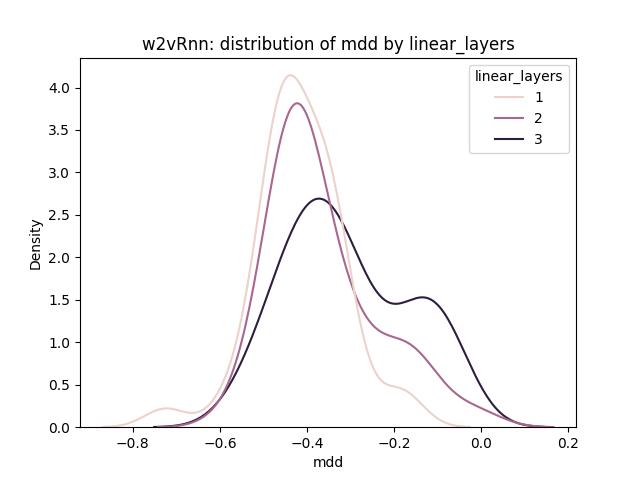 w2vRnn: distribution of mdd by linear_layers
linear_layers
1
2
3
Density
4.0
3.5
3.0
2.5
2.0
1.5
1.0
0.5
0.0
−0.8 −0.6 −0.4 −0.2 0.0 0.2
mdd